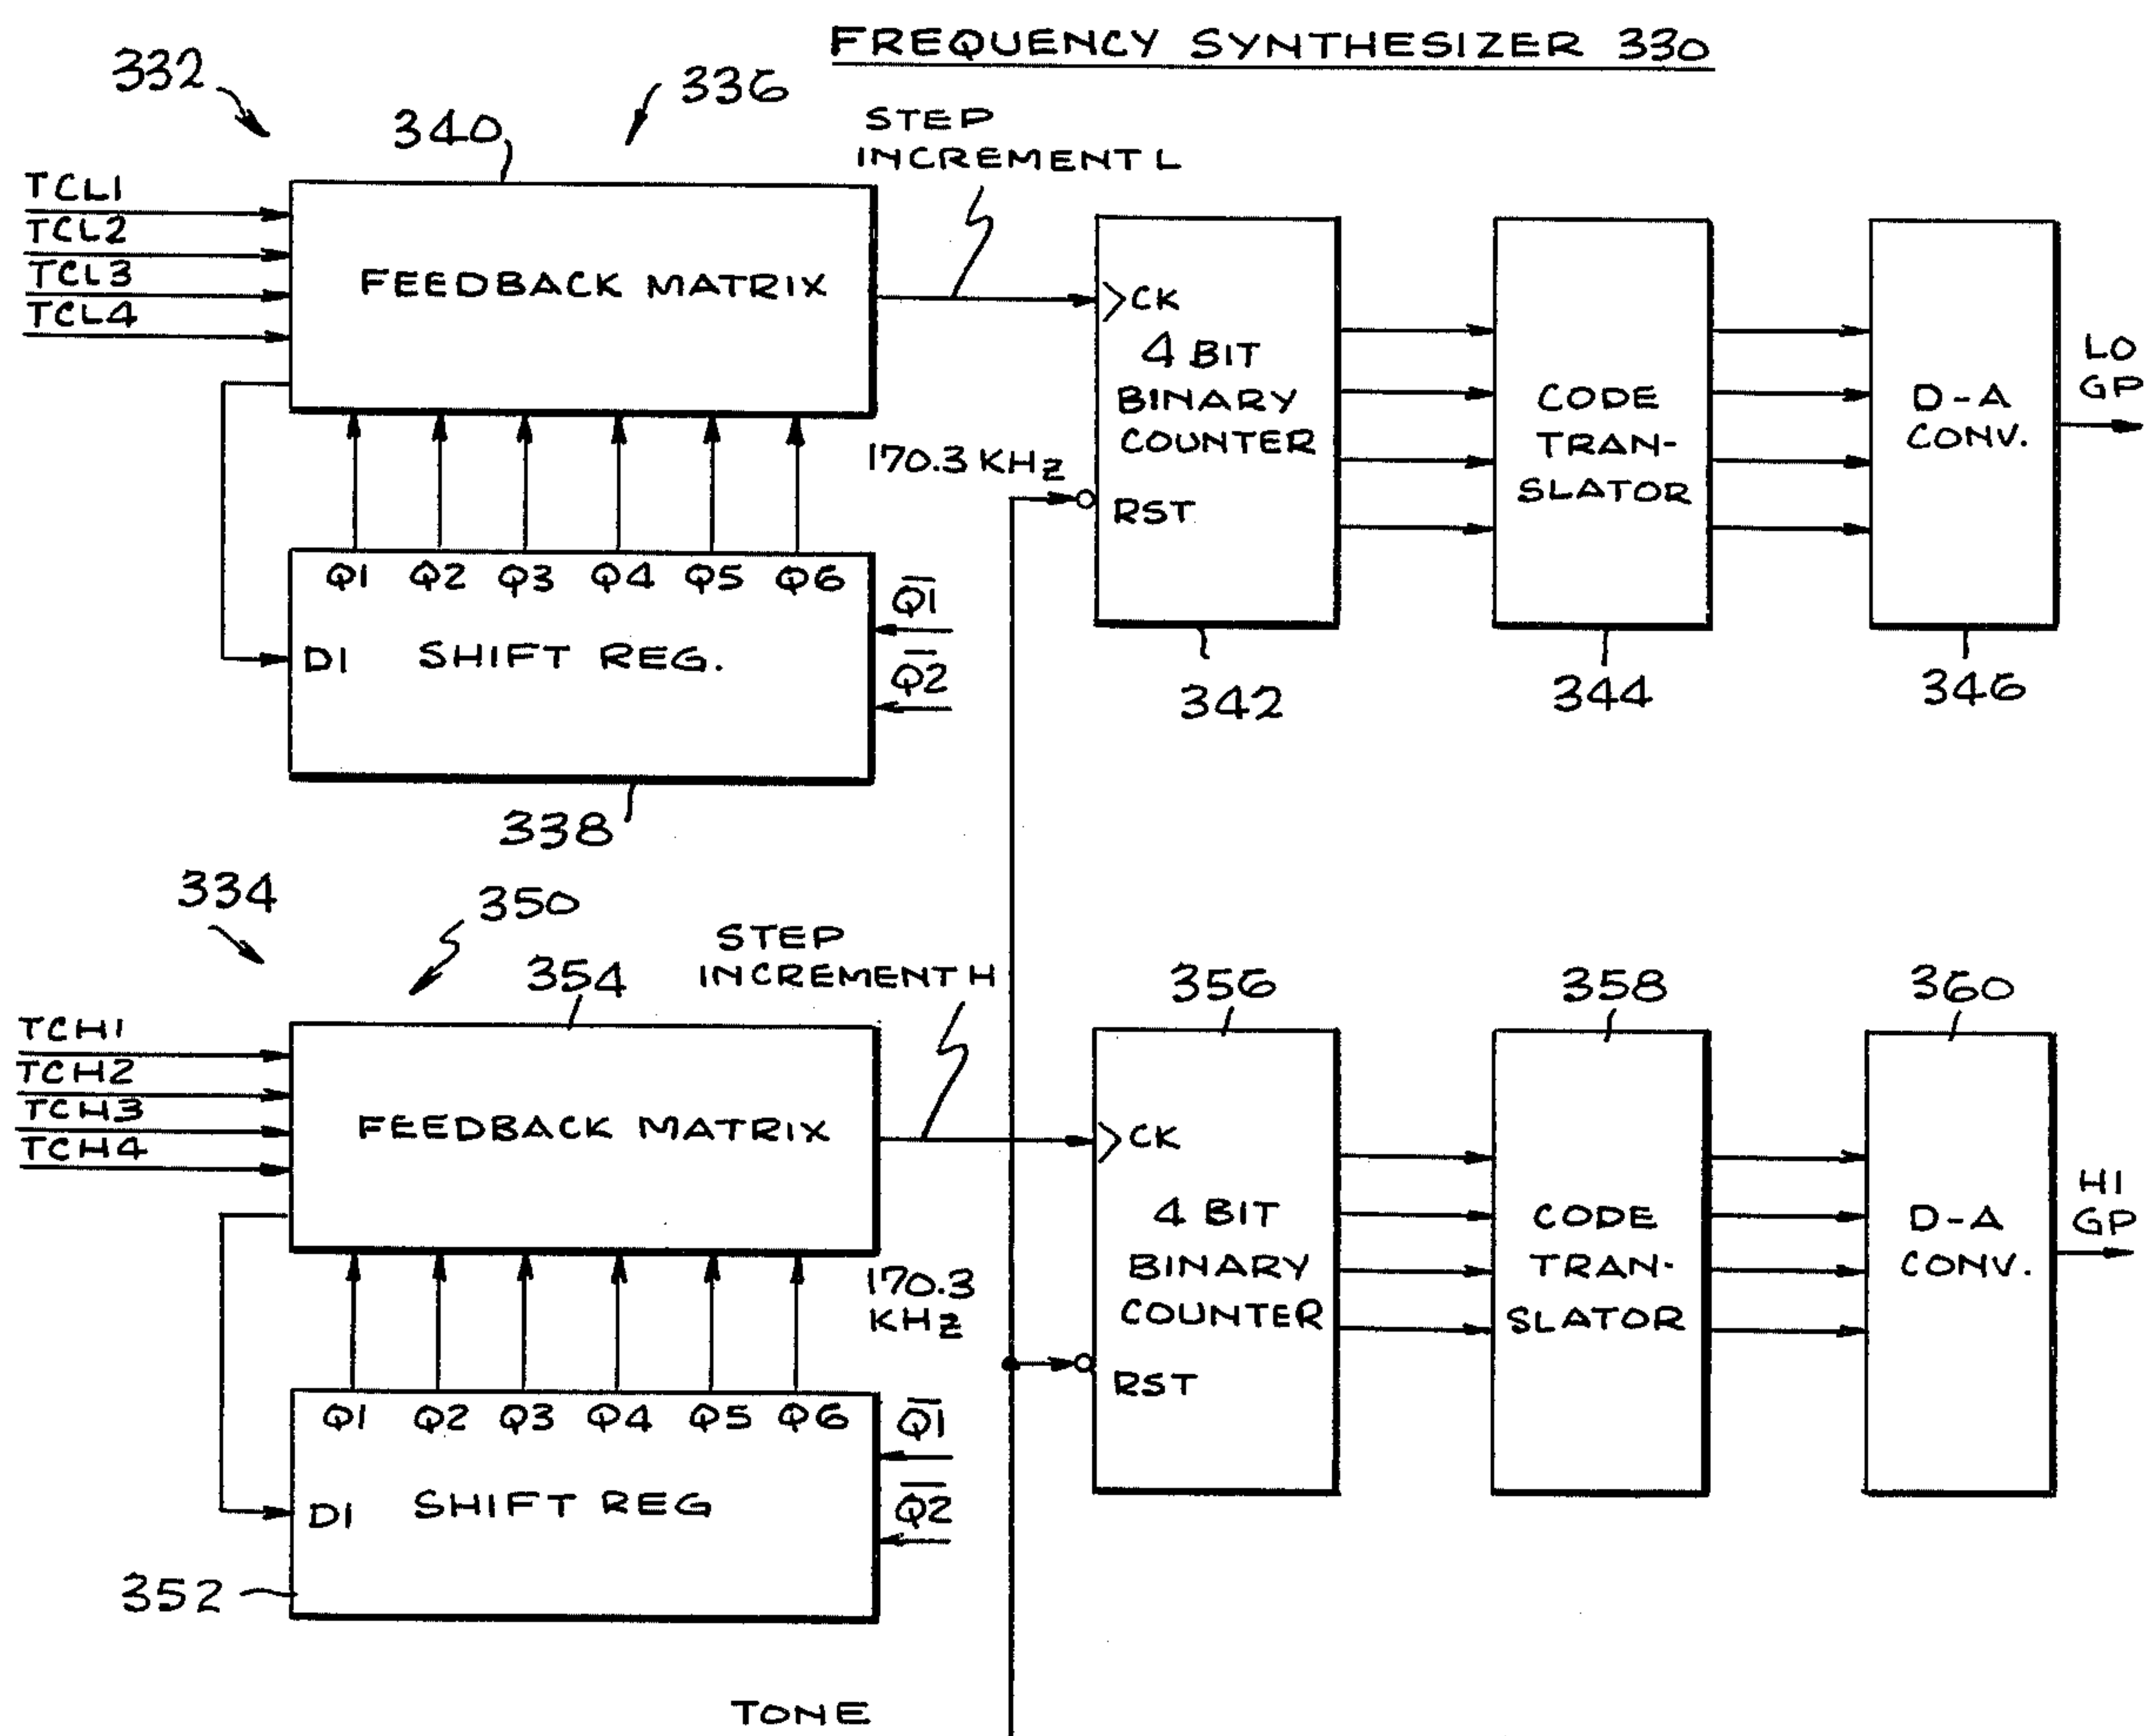 FREQUENCY SYNTHESIZER 330
332
336
340
STEP
INCREMENT L
TCL1
TCL2
TCL3
TCL4
FEEDBACK MATRIX
>CK
4 BIT
BINARY
COUNTER
RST
170.3 KHz
CODE
TRAN-
SLATOR
D-A
CONV.
LO
GP
Q1 Q2 Q3 Q4 Q5 Q6
Q̅1̅
Q̅2̅
DI
SHIFT REG.
342
344
346
338
334
350
354
STEP
INCREMENT H
356
358
360
TCH1
TCH2
TCH3
TCH4
FEEDBACK MATRIX
>CK
4 BIT
BINARY
COUNTER
RST
170.3
KHz
CODE
TRAN-
SLATOR
D-A
CONV.
HI
GP
Q1 Q2 Q3 Q4 Q5 Q6
Q̅1̅
Q̅2̅
DI
SHIFT REG
352
TONE